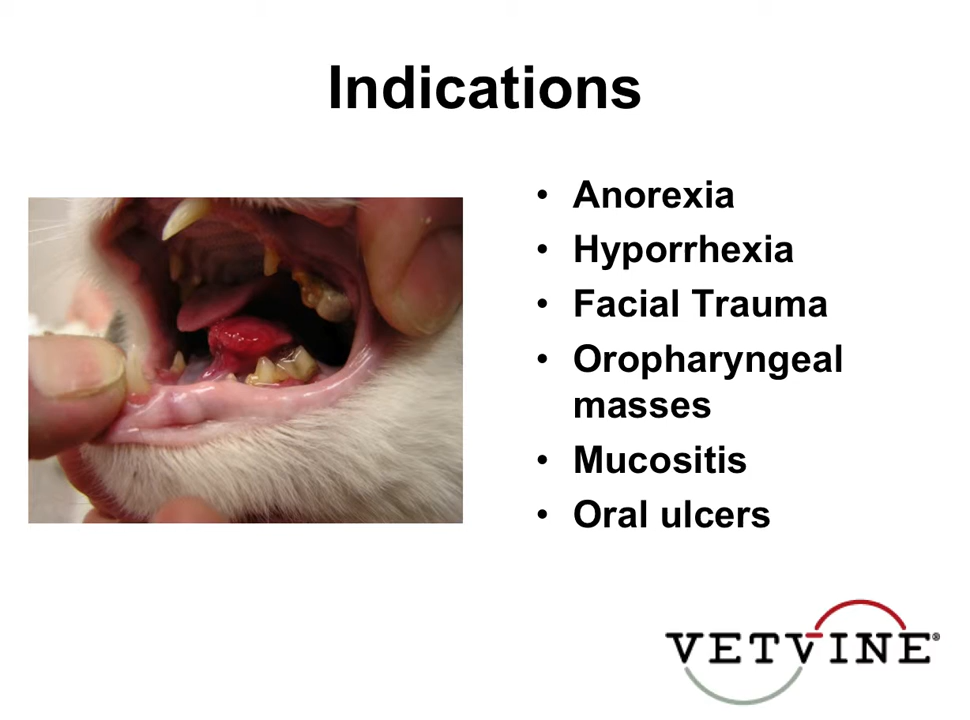 Indications
• Anorexia
• Hyporrhexia
• Facial Trauma
• Oropharyngeal
masses
• Mucositis
• Oral ulcers
VETVINE®